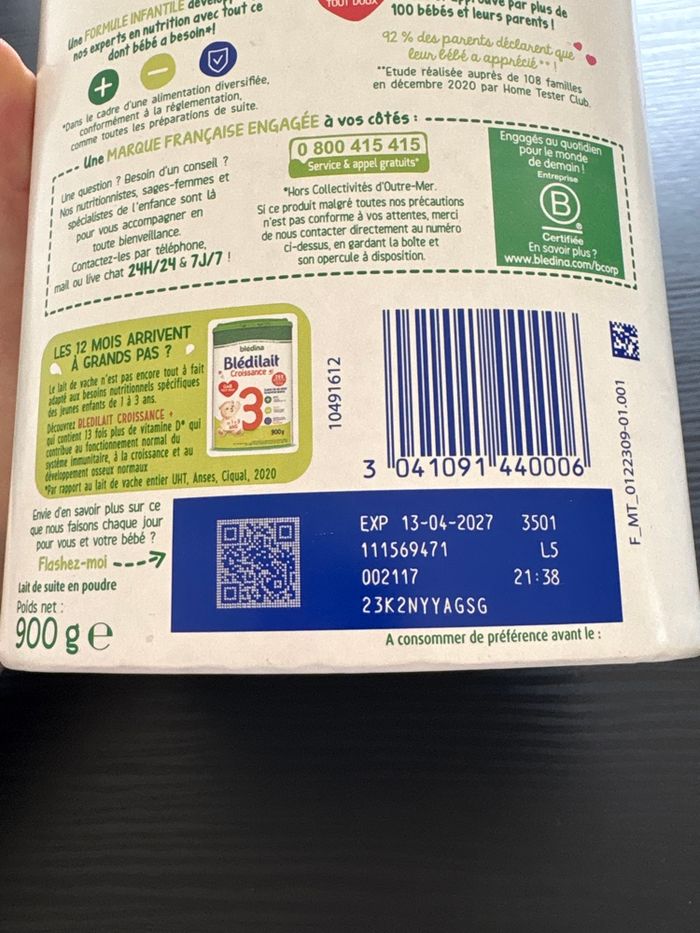 Une FORMULE INFANTILE
nos experts en nutrition avec tout ce
dont bébé a besoin*!
*Dans le cadre d'une alimentation diversifiée,
conformément à la réglementation,
comme toutes les préparations de suite.
TOUT DOUX
par plus de
100 bébés et leurs parents !
92 % des parents déclarent que
leur bébé a apprécié** !
**Etude réalisée auprès de 108 familles
en décembre 2020 par Home Tester Club.
Une MARQUE FRANÇAISE ENGAGÉE à vos côtés :
Une question ? Besoin d'un conseil ?
Nos nutritionnistes, sages-femmes et
spécialistes de l'enfance sont là
pour vous accompagner en
toute bienveillance.
Contactez-les par téléphone,
mail ou live chat 24H/24 & 7J/7 !
0 800 415 415
Service & appel gratuits*
*Hors Collectivités d'Outre-Mer.
Si ce produit malgré toutes nos précautions
n'est pas conforme à vos attentes, merci
de nous contacter directement au numéro
ci-dessus, en gardant la boîte et
son opercule à disposition.
Engagés au quotidien
pour le monde
de demain !
Entreprise
B
®
Certifiée
En savoir plus ?
www.bledina.com/bcorp
LES 12 MOIS ARRIVENT
À GRANDS PAS ?
Le lait de vache n'est pas encore tout à fait
adapté aux besoins nutritionnels spécifiques
des jeunes enfants de 1 à 3 ans.
Découvrez BLEDILAIT CROISSANCE +
qui contient 13 fois plus de vitamine D* qui
contribue au fonctionnement normal du
système immunitaire, à la croissance et au
développement osseux normaux
*Par rapport au lait de vache entier UHT, Anses, Ciqual, 2020
blédina
Blédilait
Croissance
3
900g
10491612
3 041091 440006
F_MT_0122309-01.001
Envie d'en savoir plus sur ce
que nous faisons chaque jour
pour vous et votre bébé ?
Flashez-moi
Lait de suite en poudre
Poids net :
900 g e
EXP 13-04-2027 3501
111569471 L5
002117 21:38
23K2NYYAGSG
A consommer de préférence avant le :